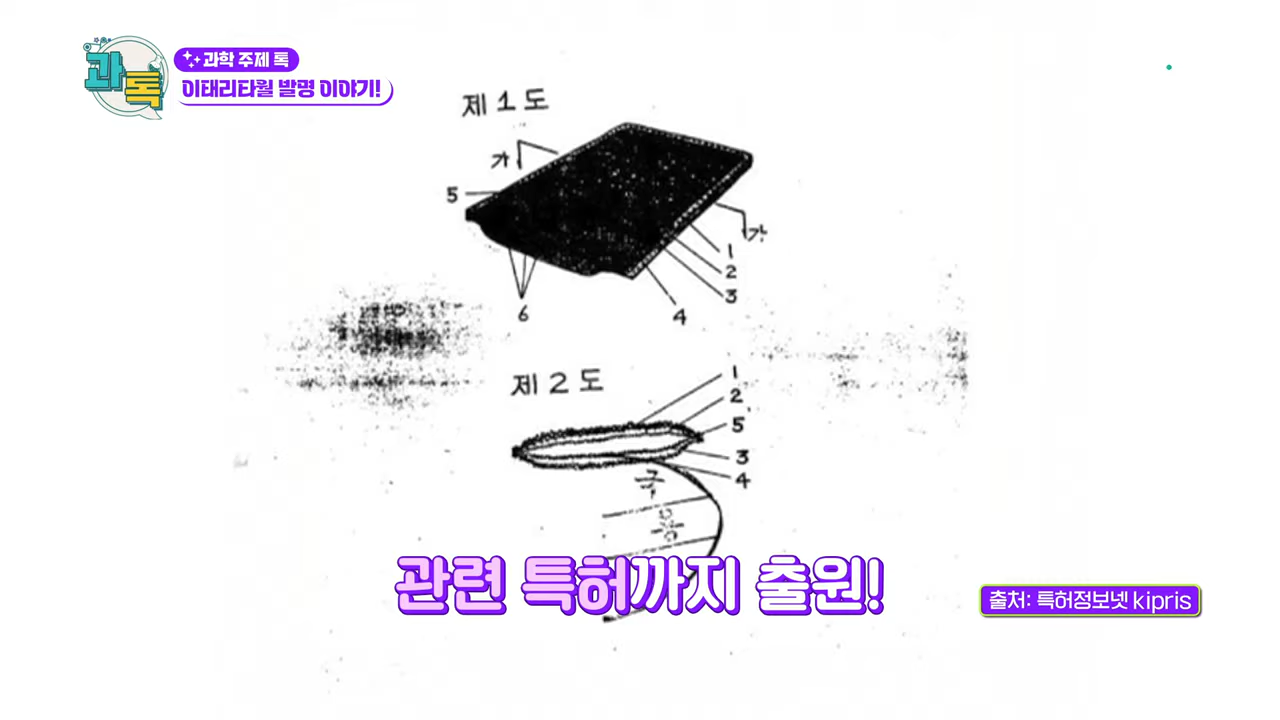 과톡
과학 주제 톡
이태리타월 발명 이야기!
제 1 도
가
5
가
1
2
3
6
4
제 2 도
1
2
5
3
4
관련 특허까지 출원!
출처: 특허정보넷 kipris